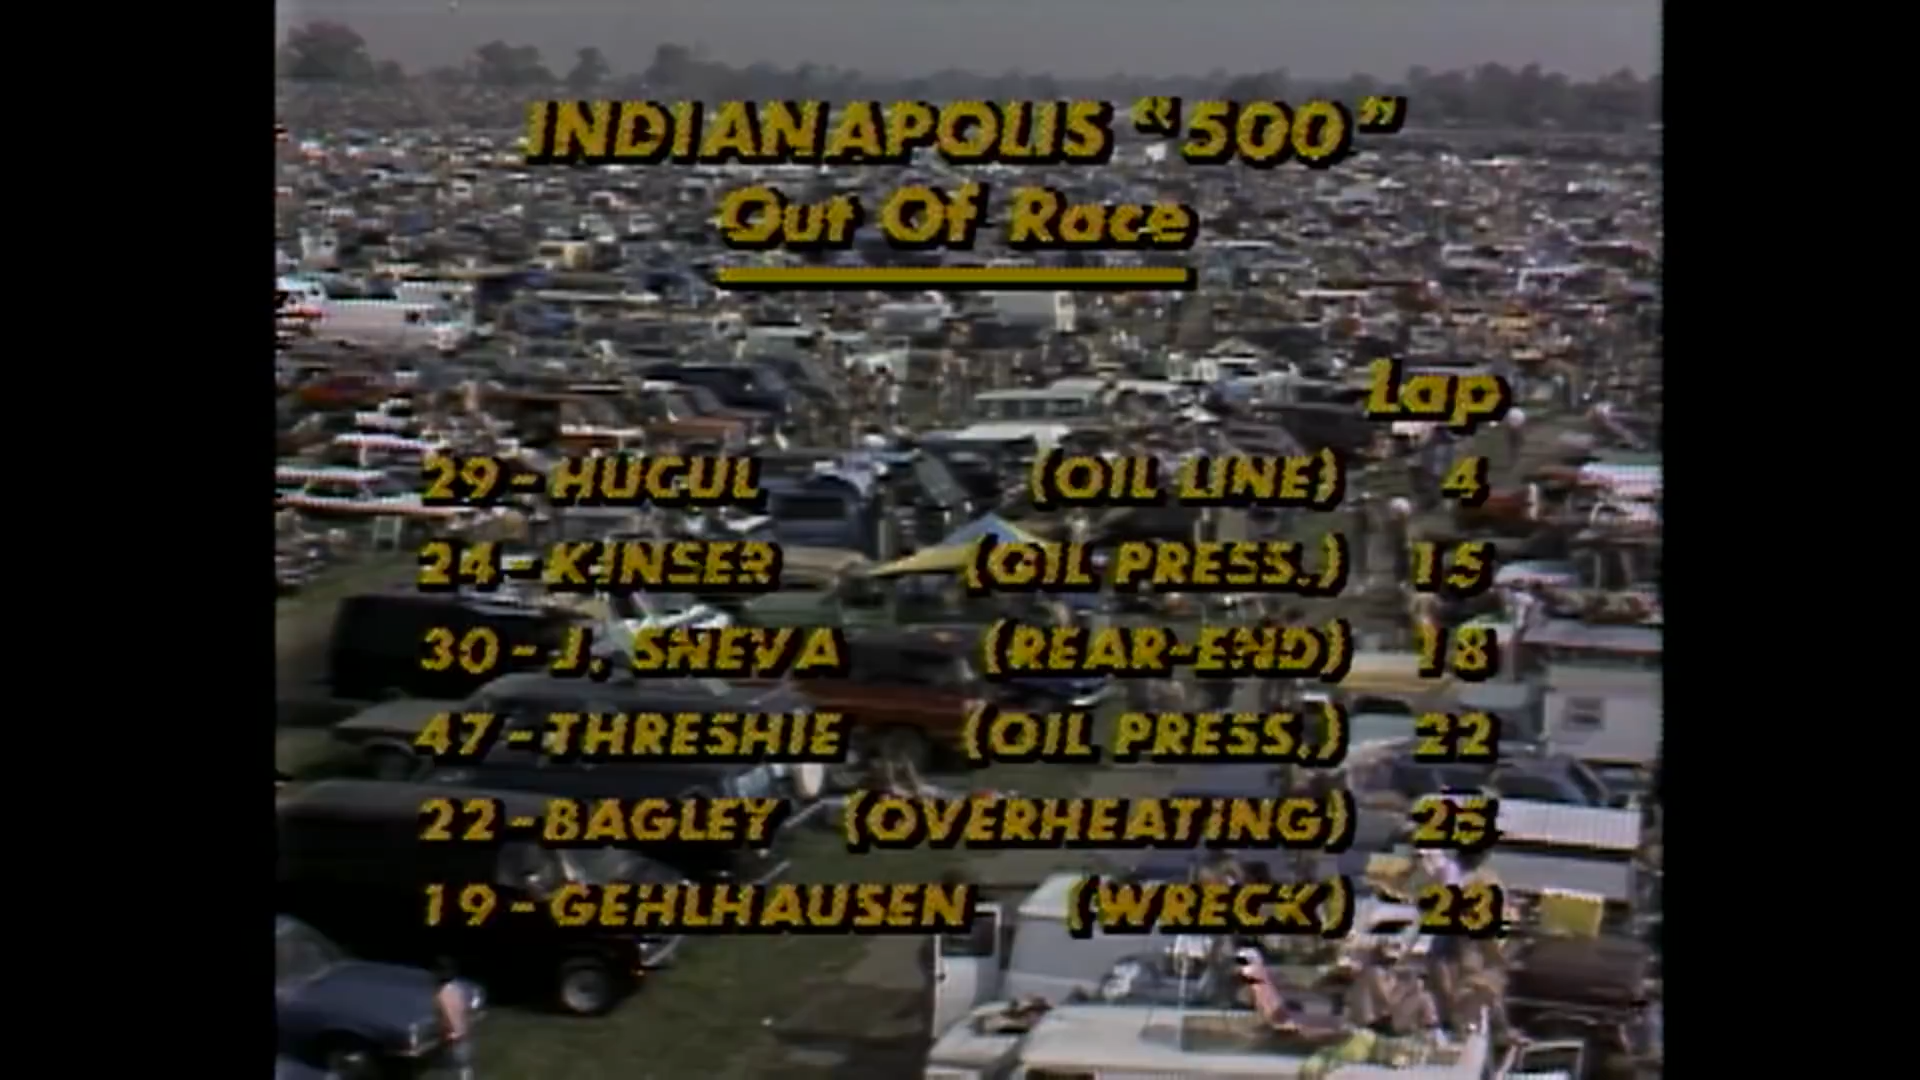 INDIANAPOLIS “500”
Out Of Race
Lap
29-HUCUL (OIL LINE) 4
24-KINSER (OIL PRESS.) 15
30-J. SNEVA (REAR-END) 18
47-THRESHIE (OIL PRESS.) 22
22-BAGLEY (OVERHEATING) 25
19-GEHLHAUSEN (WRECK) 23